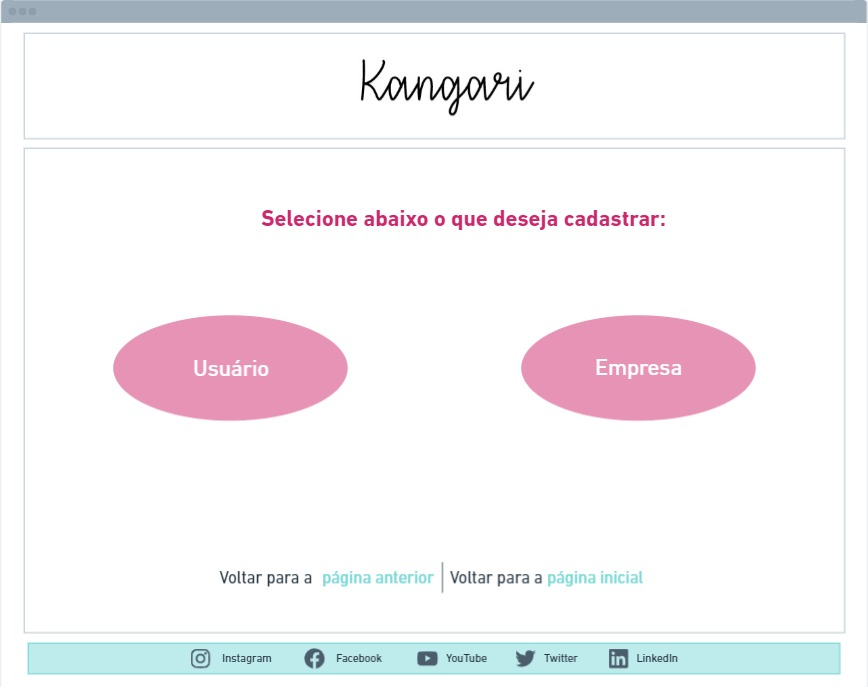 Kangari
Selecione abaixo o que deseja cadastrar:
Usuário
Empresa
Voltar para a página anterior
Voltar para a página inicial
Instagram
Facebook
YouTube
Twitter
LinkedIn